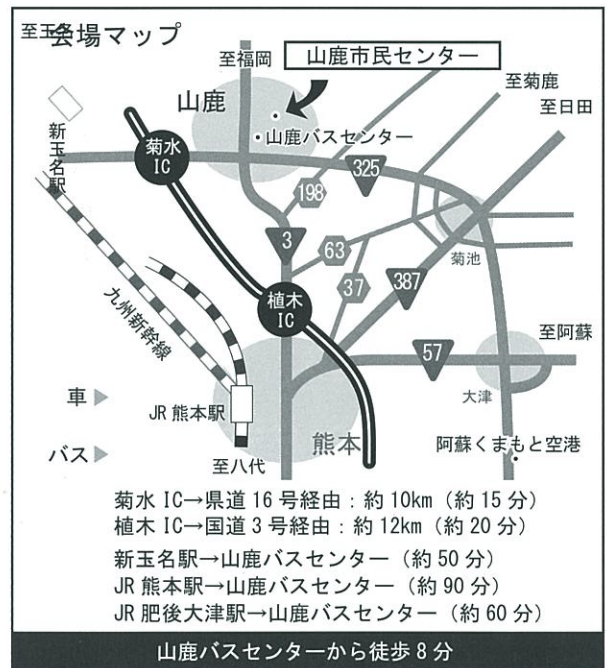 至玉名
会場マップ
至福岡
山鹿市民センター
至菊鹿
至日田
山鹿
山鹿バスセンター
新玉名駅
菊水
IC
325
198
3
63
菊池
37
387
植木
IC
九州新幹線
57
至阿蘇
大津
車
JR 熊本駅
熊本
阿蘇くまもと空港
バス
至八代
菊水 IC→県道 16 号経由：約 10km（約 15 分）
植木 IC→国道 3 号経由：約 12km（約 20 分）
新玉名駅→山鹿バスセンター（約 50 分）
JR 熊本駅→山鹿バスセンター（約 90 分）
JR 肥後大津駅→山鹿バスセンター（約 60 分）
山鹿バスセンターから徒歩 8 分